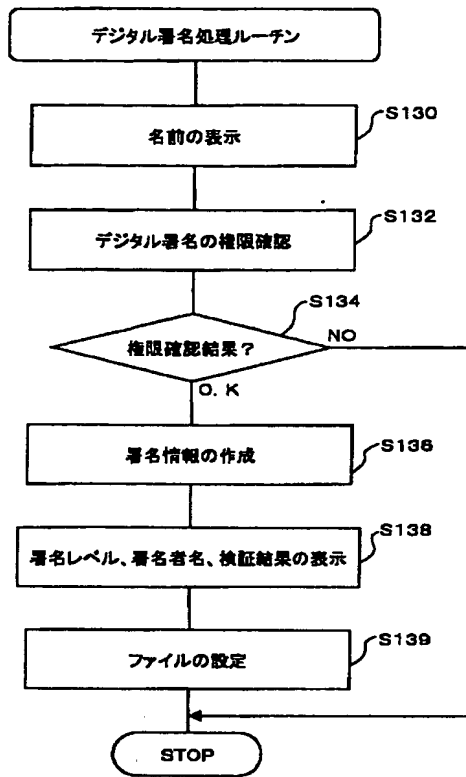 デジタル署名処理ルーチン
S130
名前の表示
S132
デジタル署名の権限確認
S134
権限確認結果？
NO
O. K
S136
署名情報の作成
S138
署名レベル、署名者名、検証結果の表示
S139
ファイルの設定
STOP